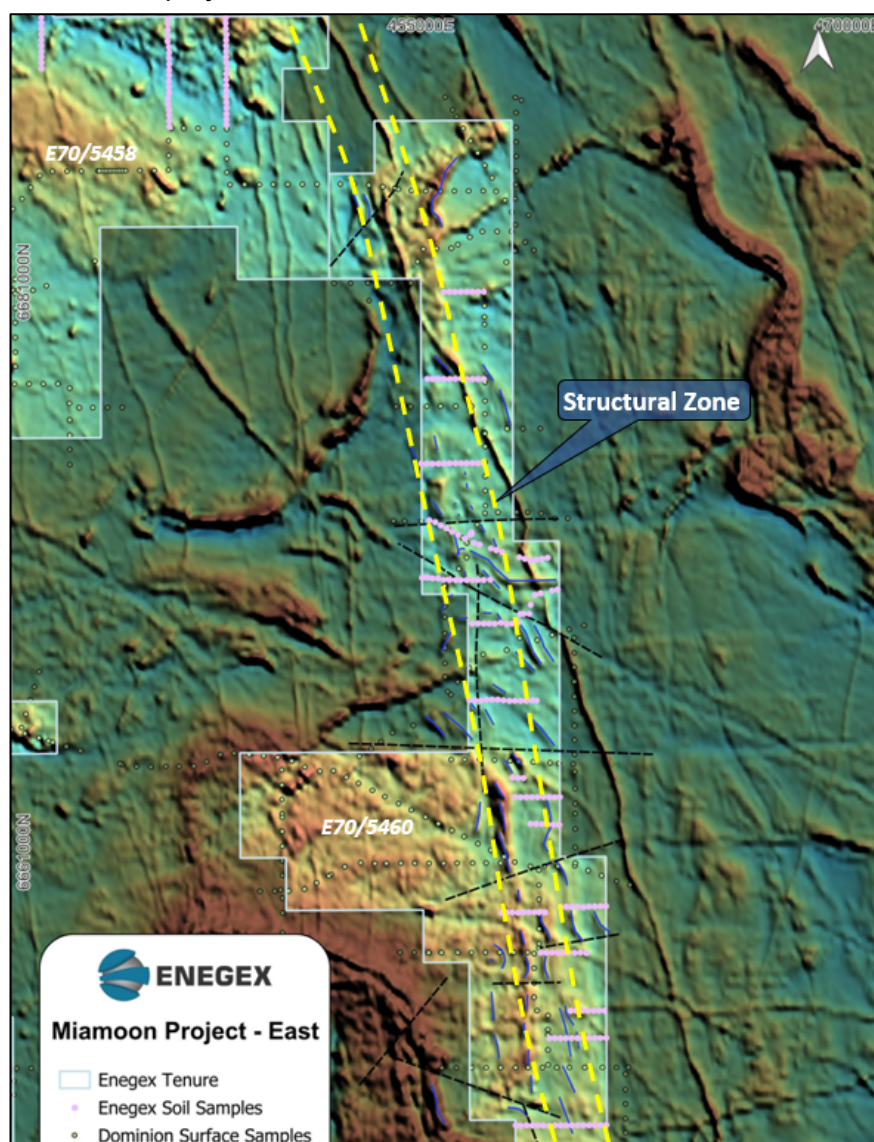 455000E
470000E
E70/5458
6681000N
Structural Zone
E70/5460
6661000N
ENEGEX
Miamoon Project - East
Enegex Tenure
Enegex Soil Samples
Dominion Surface Samples